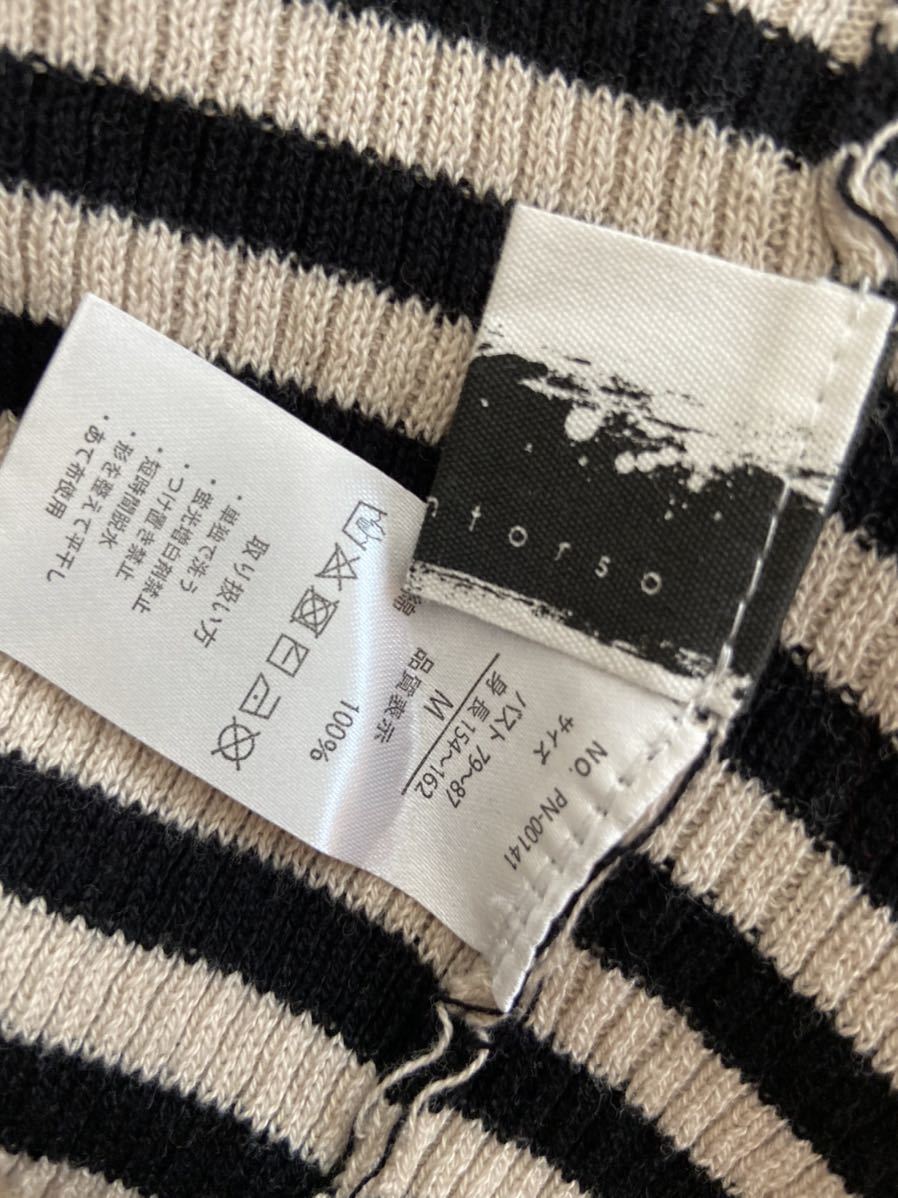 ntorso
NO. PN-00141
サイズ
バスト 79~87
身長 154~162
M
品質表示
綿 100%
取り扱い方
・単独で洗う
・蛍光増白剤禁止
・つけ置き禁止
・短時間脱水
・形を整えて平干し
・あて布使用